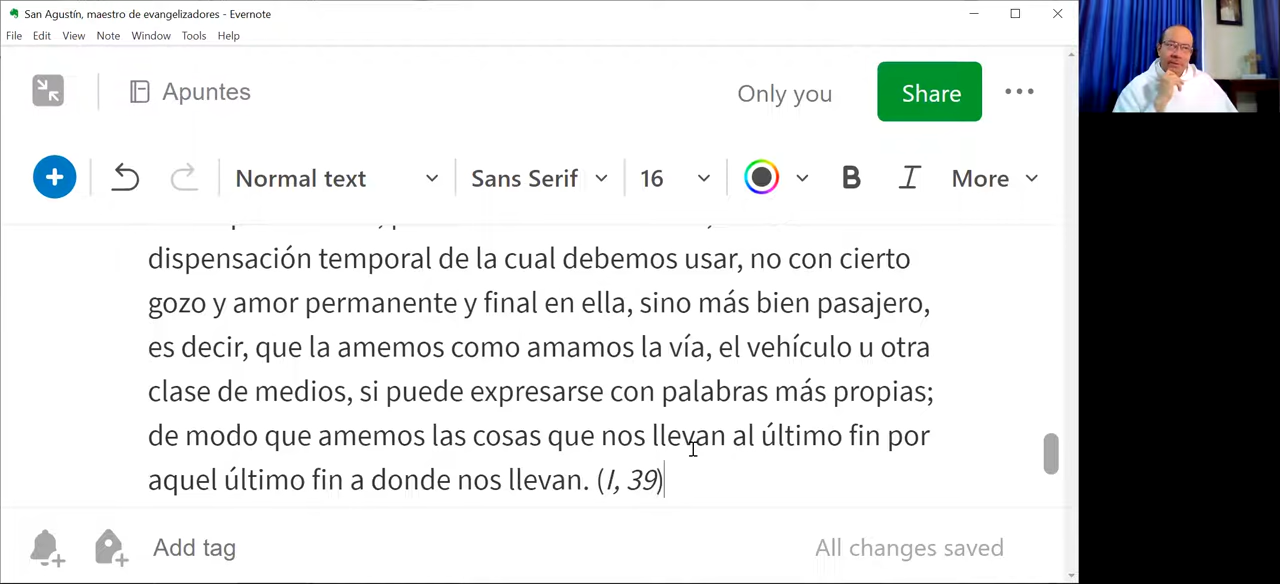 San Agustín, maestro de evangelizadores - Evernote
File Edit View Note Window Tools Help
Apuntes
Only you
Share
Normal text
Sans Serif
16
B
I
More
dispensación temporal de la cual debemos usar, no con cierto
gozo y amor permanente y final en ella, sino más bien pasajero,
es decir, que la amemos como amamos la vía, el vehículo u otra
clase de medios, si puede expresarse con palabras más propias;
de modo que amemos las cosas que nos llevan al último fin por
aquel último fin a donde nos llevan. (I, 39)
Add tag
All changes saved